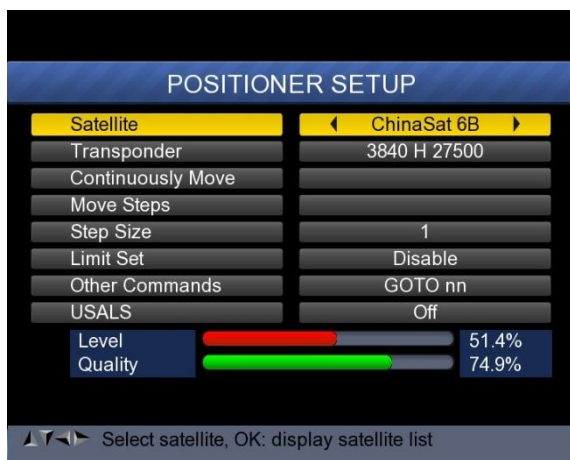 POSITIONER SETUP
Satellite ChinaSat 6B
Transponder 3840 H 27500
Continuously Move
Move Steps
Step Size 1
Limit Set Disable
Other Commands GOTO nn
USALS Off
Level 51.4%
Quality 74.9%
Select satellite, OK: display satellite list